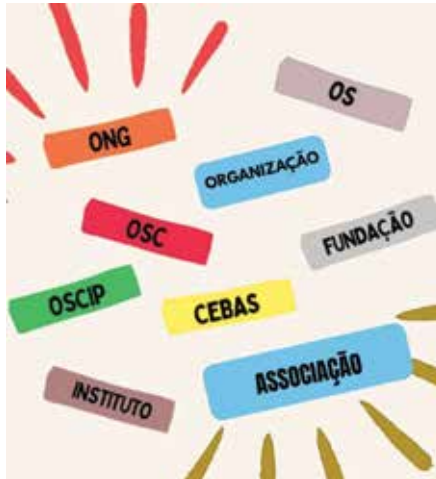 OS
ONG
ORGANIZAÇÃO
OSC
FUNDAÇÃO
OSCIP
CEBAS
ASSOCIAÇÃO
INSTITUTO